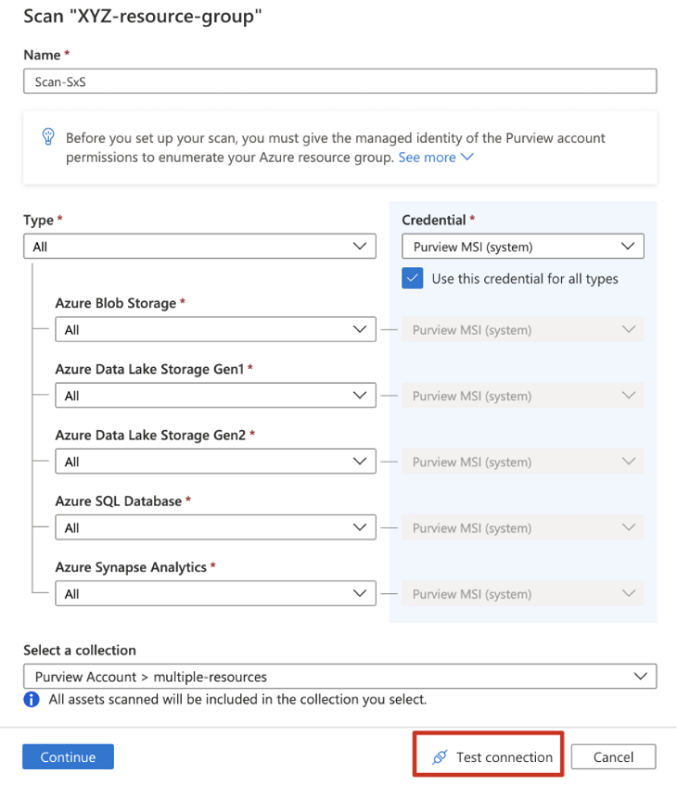 Scan "XYZ-resource-group"
Name *
Scan-SxS
Before you set up your scan, you must give the managed identity of the Purview account
permissions to enumerate your Azure resource group. See more
Type *
Credential *
All
Purview MSI (system)
Use this credential for all types
Azure Blob Storage *
All
Purview MSI (system)
Azure Data Lake Storage Gen1 *
All
Purview MSI (system)
Azure Data Lake Storage Gen2 *
All
Purview MSI (system)
Azure SQL Database *
All
Purview MSI (system)
Azure Synapse Analytics *
All
Purview MSI (system)
Select a collection
Purview Account > multiple-resources
All assets scanned will be included in the collection you select.
Continue
Test connection
Cancel